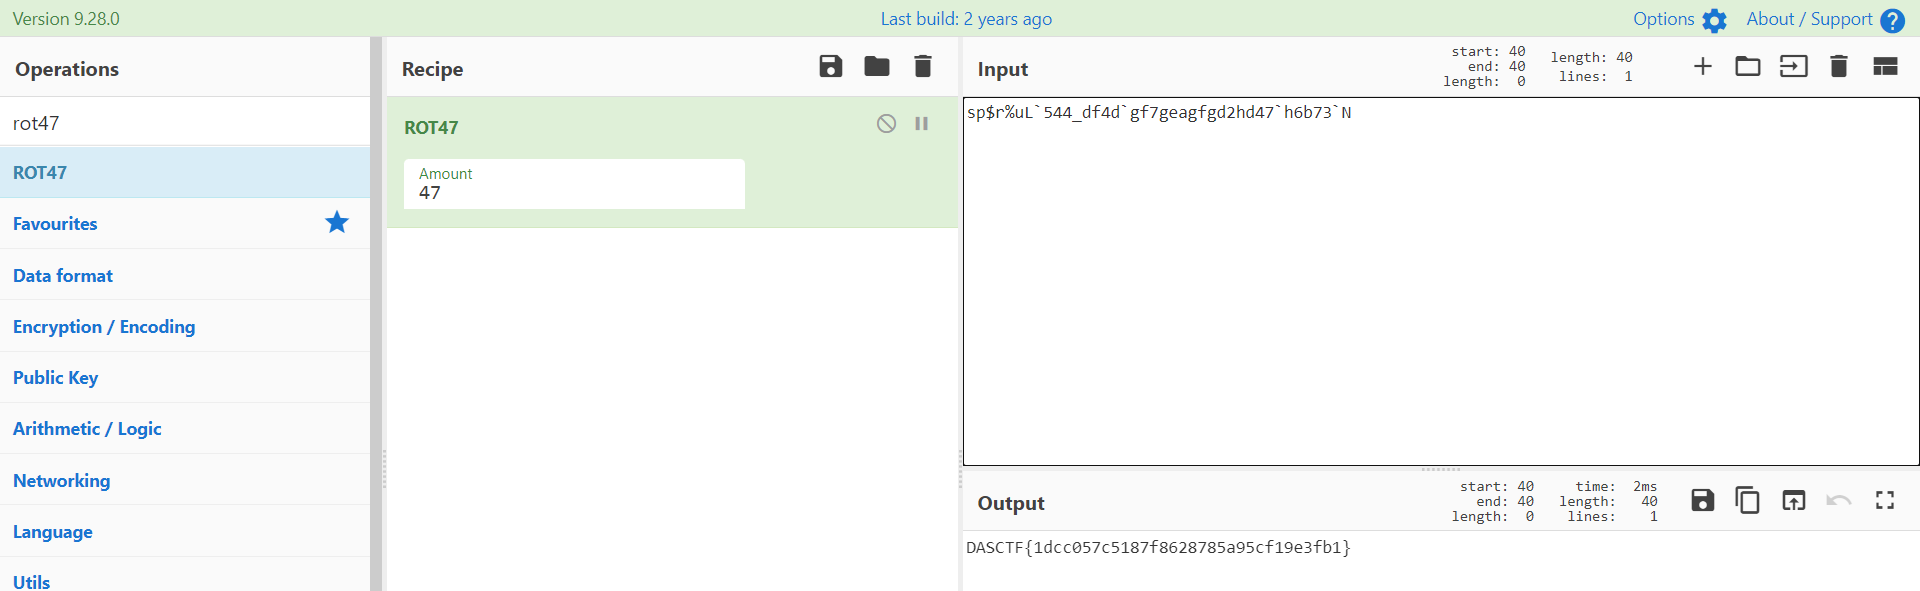 Version 9.28.0
Last build: 2 years ago
Options
About / Support
Operations
rot47
ROT47
Favourites
Data format
Encryption / Encoding
Public Key
Arithmetic / Logic
Networking
Language
Utils
Recipe
ROT47
Amount
47
Input
start: 40
end: 40
length: 0
length: 40
lines: 1
sp$r%uL`544_df4d`gf7geagfgd2hd47`h6b73`N
Output
start: 40
end: 40
length: 0
time: 2ms
length: 40
lines: 1
DASCTF{1dcc057c5187f8628785a95cf19e3fb1}